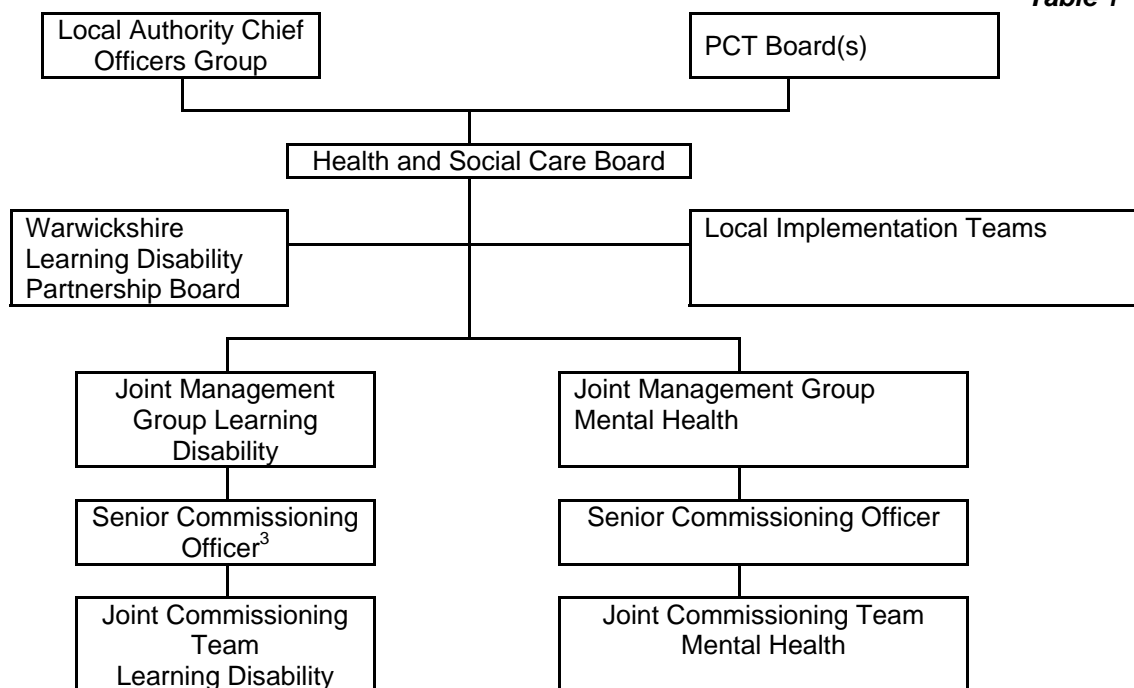 Table 1
Local Authority Chief
Officers Group
PCT Board(s)
Health and Social Care Board
Warwickshire
Learning Disability
Partnership Board
Local Implementation Teams
Joint Management
Group Learning
Disability
Joint Management Group
Mental Health
Senior Commissioning
Officer³
Senior Commissioning Officer
Joint Commissioning
Team
Learning Disability
Joint Commissioning Team
Mental Health